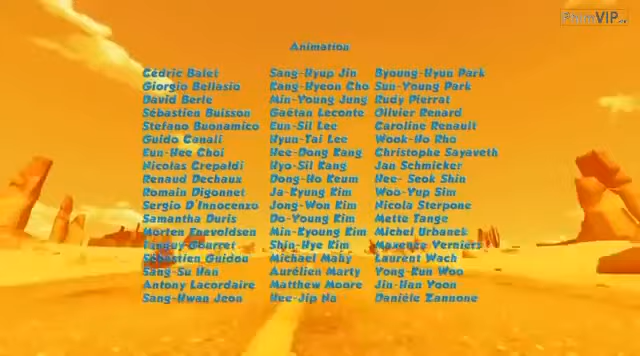 PhimVIP
Animation
Cédric Balet Sang-Hyup Jin Byoung-Hyun Park
Giorgio Bellasio Kang-Hyeon Cho Sun-Young Park
David Berle Min-Young Jung Rudy Pierrat
Sébastien Buisson Gaëtan Leconte Olivier Renard
Stefano Buonamico Eun-Sil Lee Caroline Renault
Guido Canali Hyun-Tai Lee Wook-Ho Rho
Eun-Hee Choi Hee-Dong Kang Christophe Sayaveth
Nicolas Crepaldi Hyo-Sil Kang Jan Schmicker
Renaud Dechaux Dong-Ho Keum Hee- Seok Shin
Romain Digonnet Ja-Kyung Kim Woo-Yup Sim
Sergio D'Innocenzo Jong-Won Kim Nicola Sterpone
Samantha Duris Do-Young Kim Mette Tange
Morten Enevoldsen Min-Kyoung Kim Michel Urbanek
Tanguy Gourret Shin-Hye Kim Maxence Verniers
Sébastien Guidou Michael Mahy Laurent Wach
Sang-Su Han Aurélien Marty Yong-Kun Woo
Antony Lacordaire Matthew Moore Jin-Han Yoon
Sang-Hwan Jeon Hee-Jip Na Danièle Zannone